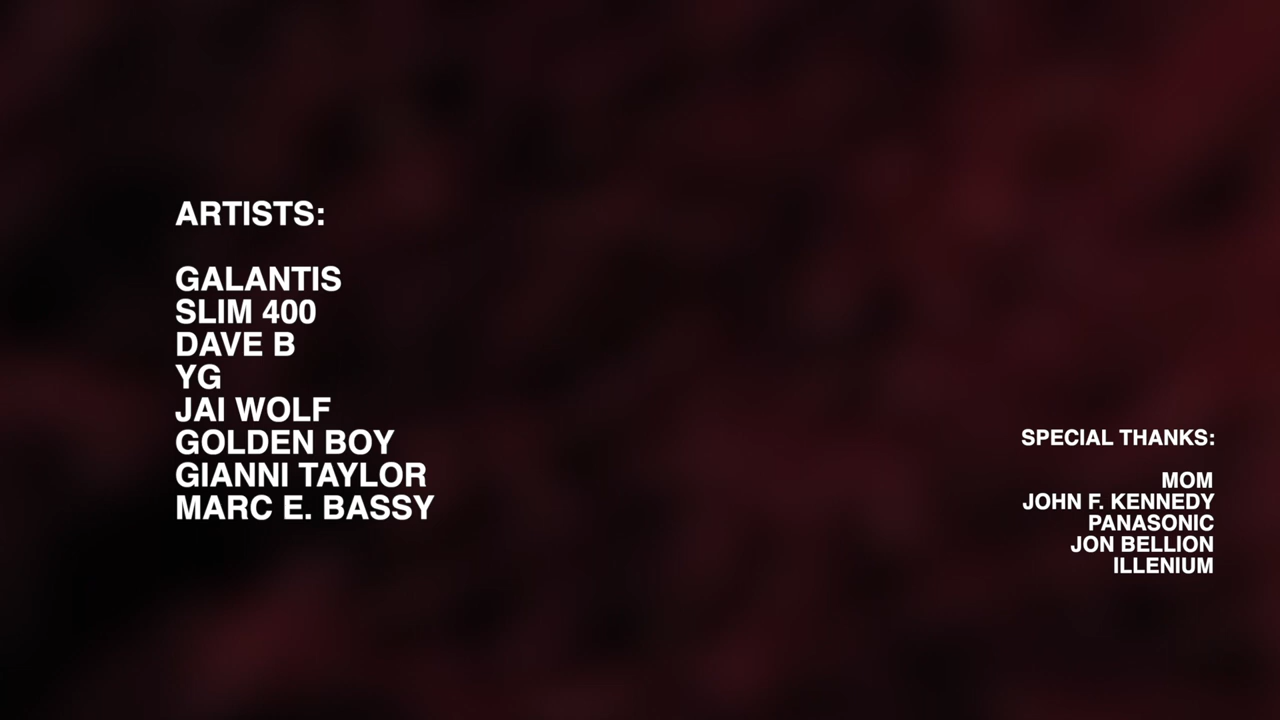 ARTISTS:
GALANTIS
SLIM 400
DAVE B
YG
JAI WOLF
GOLDEN BOY
GIANNI TAYLOR
MARC E. BASSY
SPECIAL THANKS:
MOM
JOHN F. KENNEDY
PANASONIC
JON BELLION
ILLENIUM